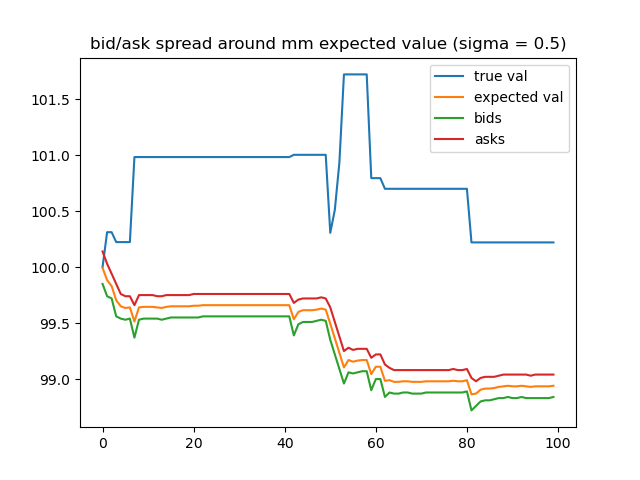 bid/ask spread around mm expected value (sigma = 0.5)
true val
expected val
bids
asks
101.5
101.0
100.5
100.0
99.5
99.0
0 20 40 60 80 100